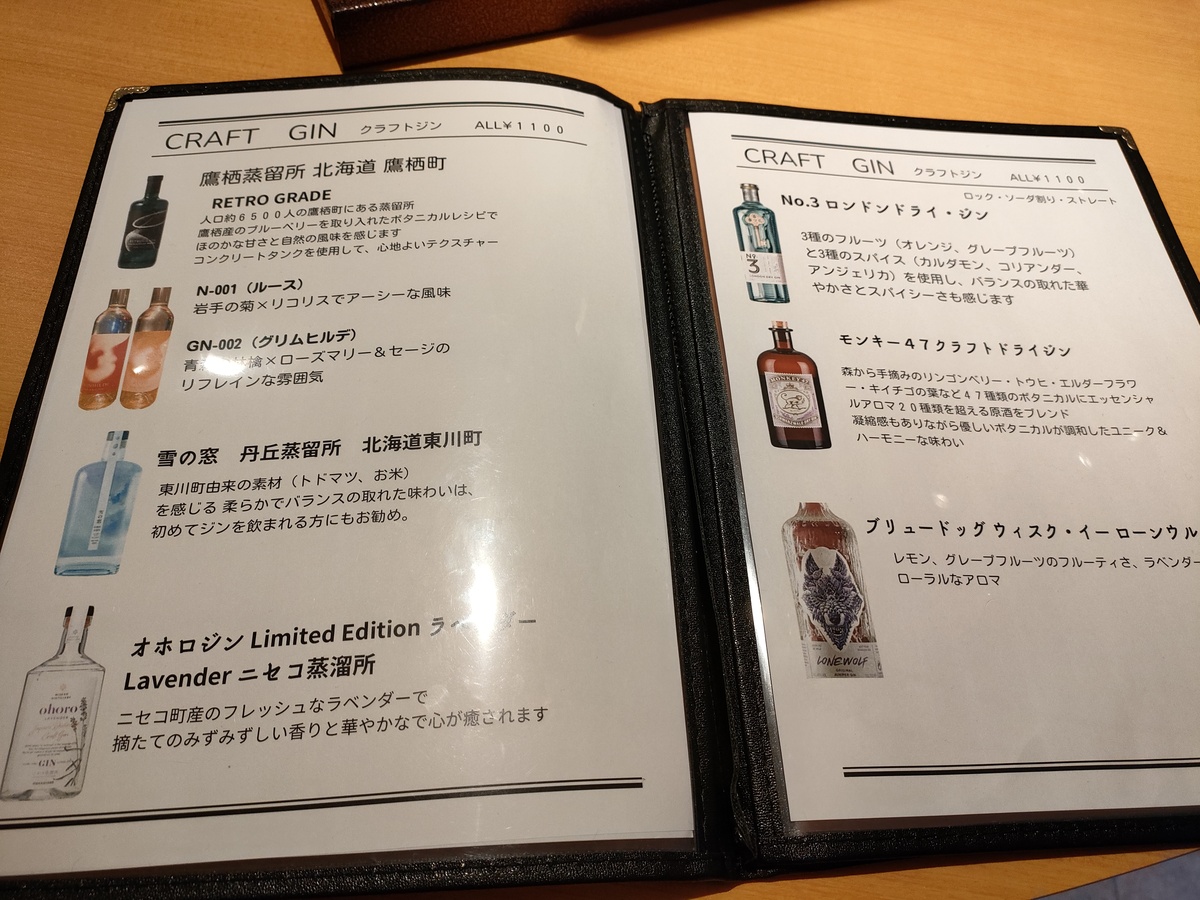 CRAFT GIN クラフトジン ALL¥1100
鷹栖蒸留所 北海道 鷹栖町
RETRO GRADE
人口約6500人の鷹栖町にある蒸留所
鷹栖産のブルーベリーを取り入れたボタニカルレシピで
ほのかな甘さと自然の風味を感じます
コンクリートタンクを使用して、心地よいテクスチャー
N-001（ルース）
岩手の菊×リコリスでアーシーな風味
GN-002（グリムヒルデ）
檎×ローズマリー＆セージの
リフレインな雰囲気
雪の窓 丹丘蒸留所 北海道東川町
東川町由来の素材（トドマツ、お米）
を感じる 柔らかでバランスの取れた味わいは、
初めてジンを飲まれる方にもお勧め。
オホロジン Limited Edition
Lavender ニセコ蒸溜所
ニセコ町産のフレッシュなラベンダーで
摘たてのみずみずしい香りと華やかなで心が癒されます
ohoro
GIN
CRAFT GIN クラフトジン ALL¥1100
ロック・ソーダ割り・ストレート
No.3 ロンドンドライ・ジン
3種のフルーツ（オレンジ、グレープフルーツ）
と3種のスパイス（カルダモン、コリアンダー、
アンジェリカ）を使用し、バランスの取れた華
やかさとスパイシーさも感じます
No.
3
モンキー47クラフトドライジン
森から手摘みのリンゴンベリー・トウヒ・エルダーフラワ
ー・キイチゴの葉など47種類のボタニカルにエッセンシャ
ルアロマ20種類を超える原酒をブレンド
凝縮感もありながら優しいボタニカルが調和したユニーク＆
ハーモニーな味わい
MONKEY 47
ブリュードッグ ウィスク・イー ローンウル
レモン、グレープフルーツのフルーティさ、ラベンダー
ローラルなアロマ
LONEWOLF